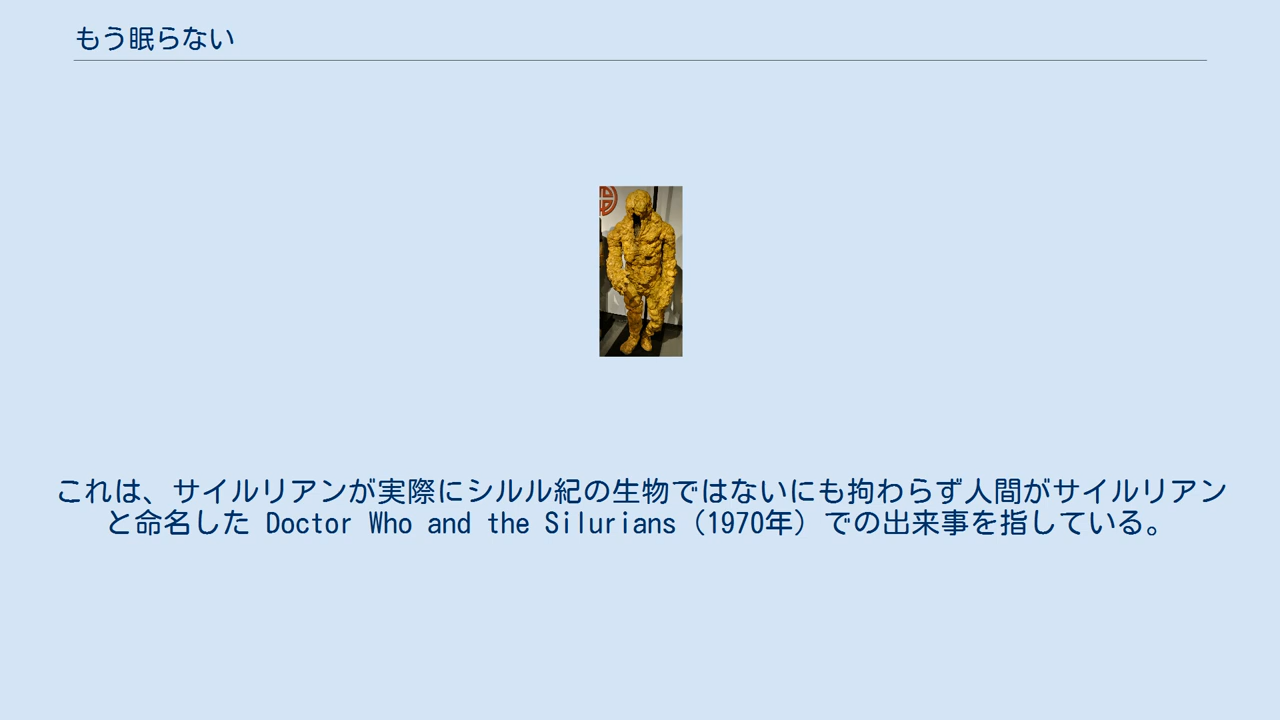 もう眠らない
これは、サイルリアンが実際にシルル紀の生物ではないにも拘わらず人間がサイルリアン
と命名した Doctor Who and the Silurians（1970年）での出来事を指している。